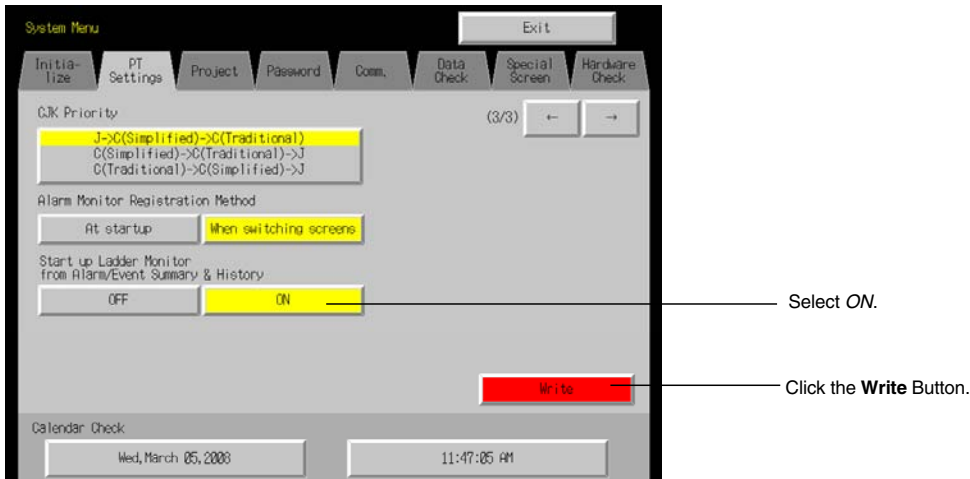 System Menu
Exit
Initia-
lize
PT
Settings
Project
Password
Comm.
Data
Check
Special
Screen
Hardware
Check
CJK Priority
(3/3)
←
→
J->C(Simplified)->C(Traditional)
C(Simplified)->C(Traditional)->J
C(Traditional)->C(Simplified)->J
Alarm Monitor Registration Method
At startup
When switching screens
Start up Ladder Monitor
from Alarm/Event Summary & History
OFF
ON
Select ON.
Write
Click the Write Button.
Calendar Check
Wed,March 05,2008
11:47:05 AM